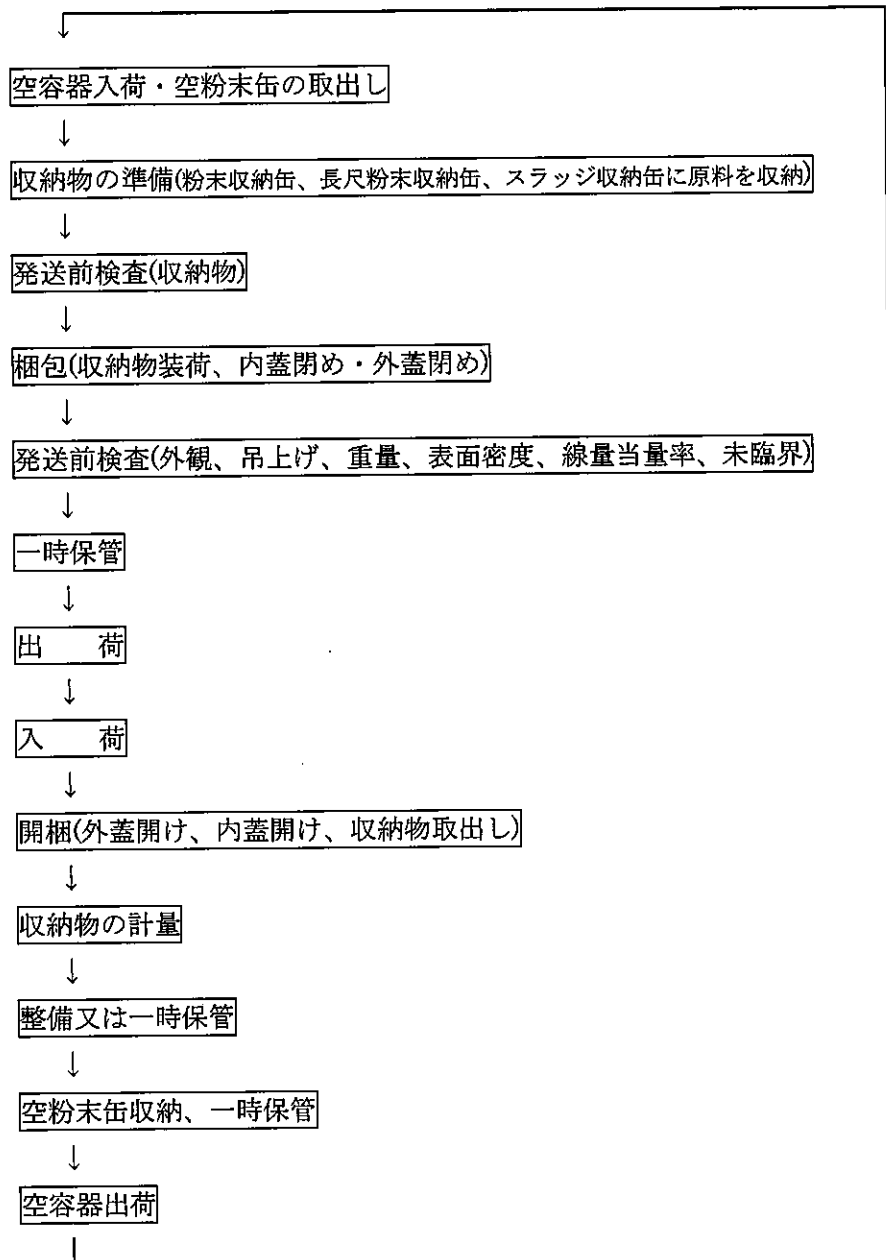 空容器入荷・空粉末缶の取出し
収納物の準備(粉末収納缶、長尺粉末収納缶、スラッジ収納缶に原料を収納)
発送前検査(収納物)
梱包(収納物装荷、内蓋閉め・外蓋閉め)
発送前検査(外観、吊上げ、重量、表面密度、線量当量率、未臨界)
一時保管
出　　荷
入　　荷
開梱(外蓋開け、内蓋開け、収納物取出し)
収納物の計量
整備又は一時保管
空粉末缶収納、一時保管
空容器出荷